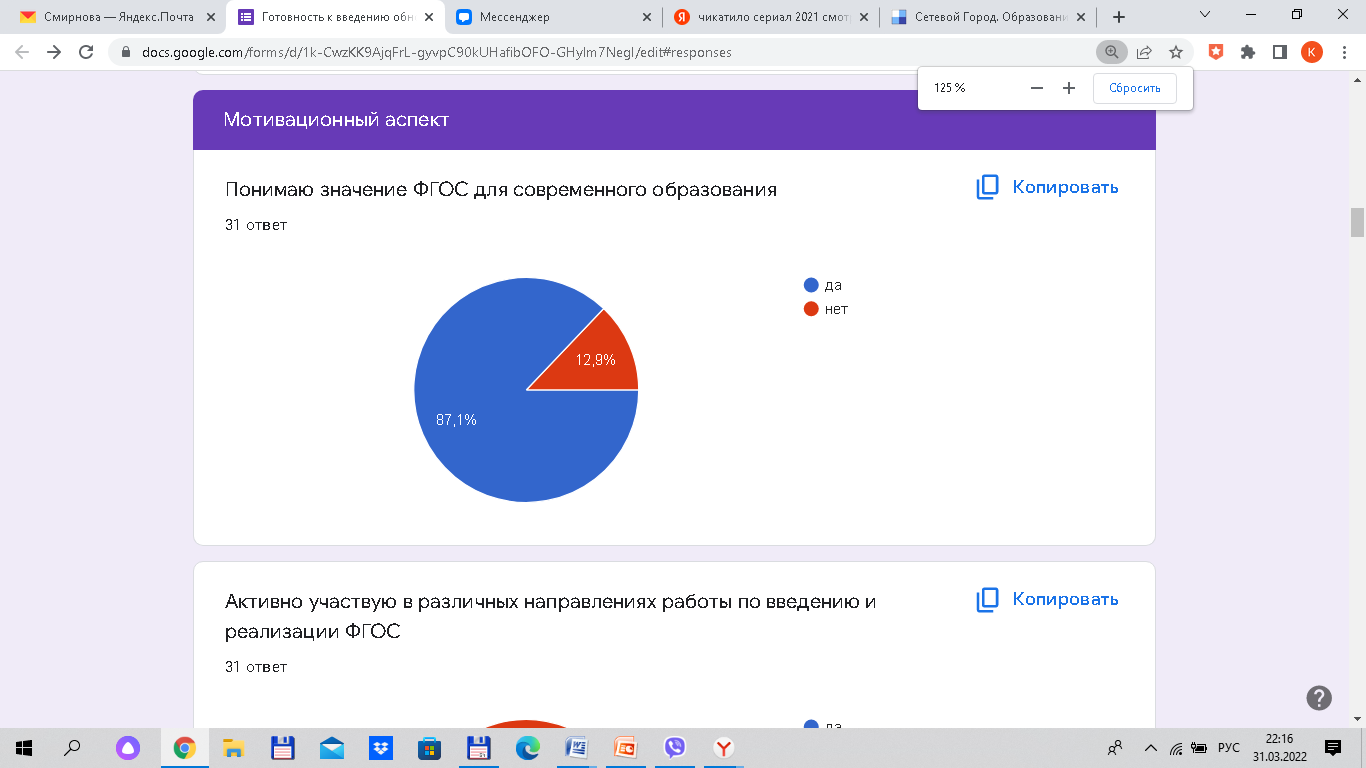 Смирнова — Яндекс.Почта
Готовность к введению обн
Мессенджер
чикатило сериал 2021 смот
Сетевой Город. Образовани
docs.google.com/forms/d/1k-CwzKK9AjqFrL-gyvpC90kUHafibOFO-GHylm7NegI/edit#responses
К
125 %
Сбросить
Мотивационный аспект
Понимаю значение ФГОС для современного образования
Копировать
31 ответ
да
нет
12,9%
87,1%
Активно участвую в различных направлениях работы по введению и
реализации ФГОС
Копировать
31 ответ
да
РУС
22:16
31.03.2022